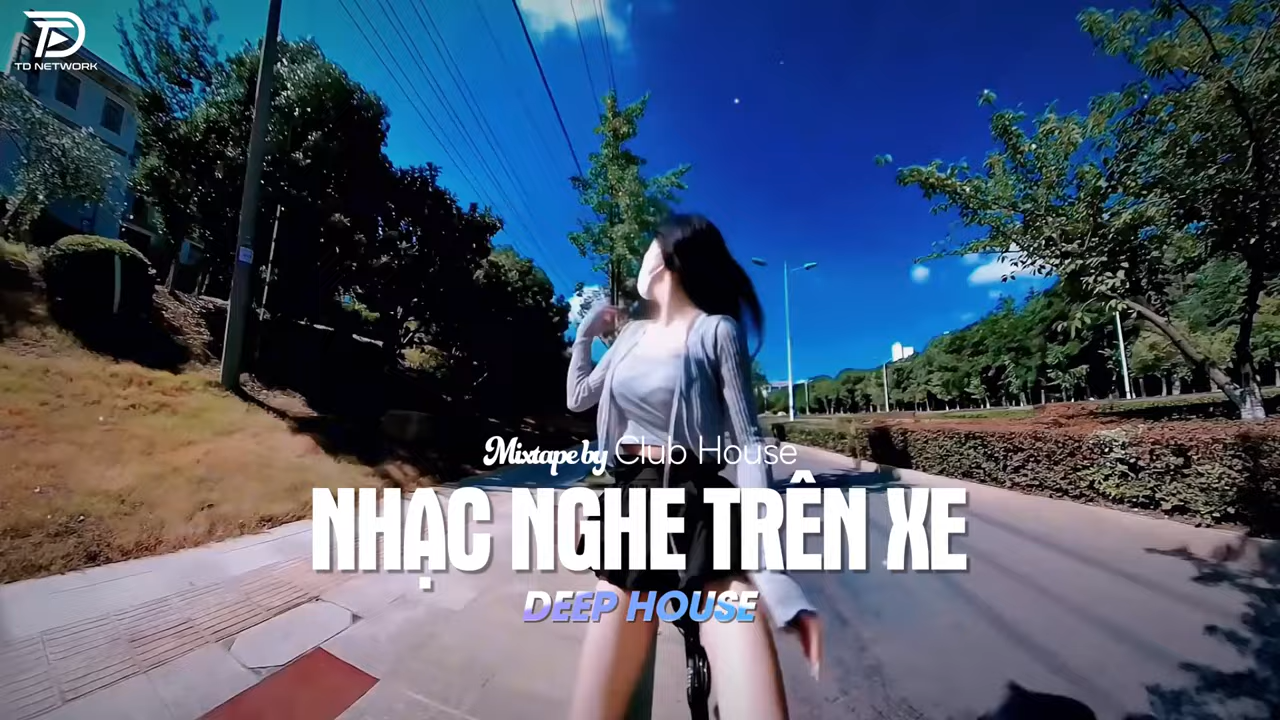 TD NETWORK
Mixtape by Club House
NHẠC NGHE TRÊN XE
DEEP HOUSE